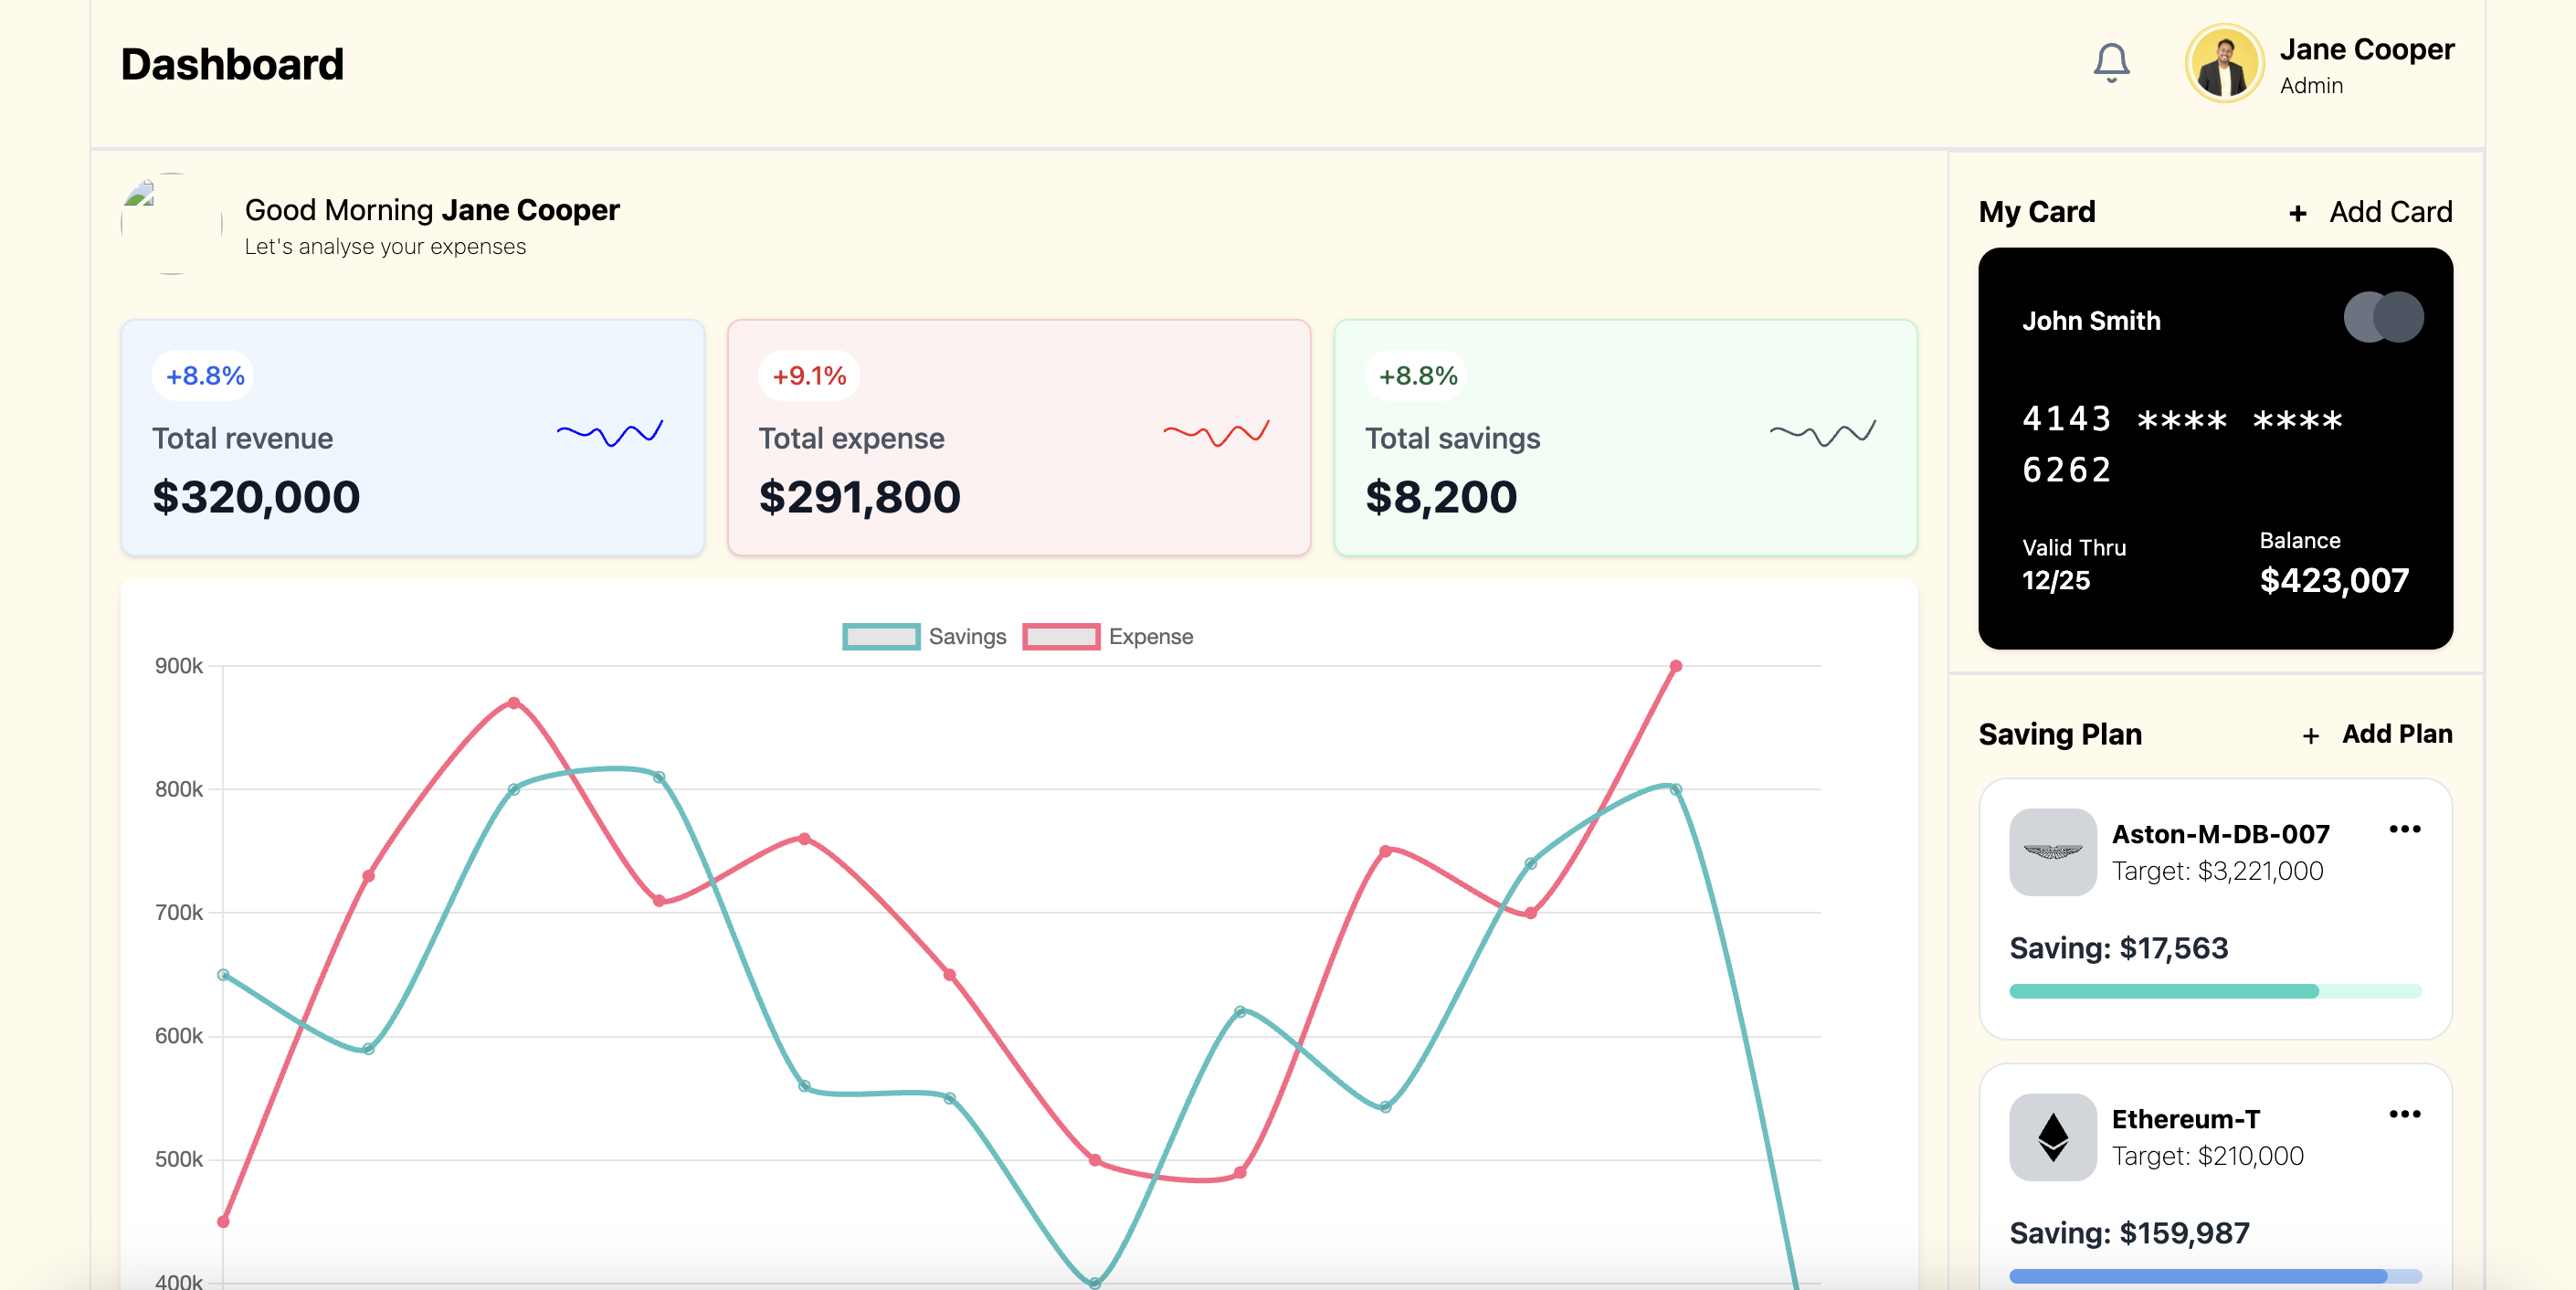 Dashboard
Jane Cooper
Admin
Good Morning Jane Cooper
Let's analyse your expenses
+8.8%
Total revenue
$320,000
+9.1%
Total expense
$291,800
+8.8%
Total savings
$8,200
Savings
Expense
900k
800k
700k
600k
500k
400k
My Card
+ Add Card
John Smith
4143 **** ****
6262
Valid Thru
12/25
Balance
$423,007
Saving Plan
+ Add Plan
Aston-M-DB-007
Target: $3,221,000
Saving: $17,563
Ethereum-T
Target: $210,000
Saving: $159,987